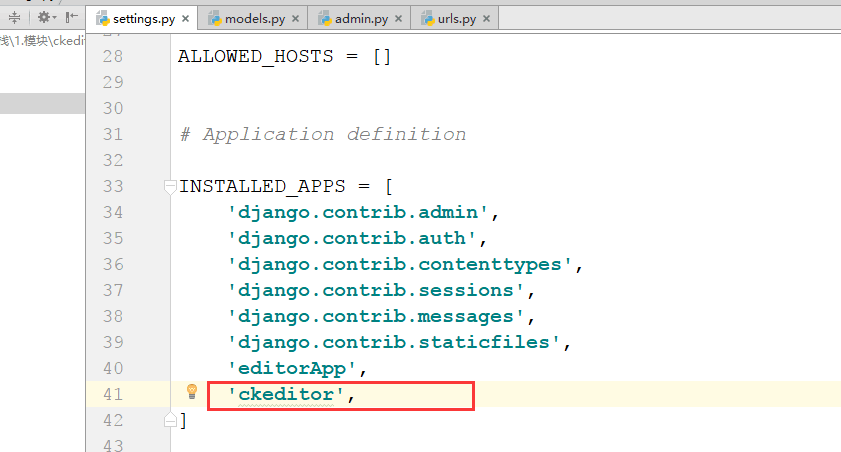 settings.py models.py admin.py urls.py
栈\1.模块\ckedit
28 ALLOWED_HOSTS = []
29
30
31 # Application definition
32
33 INSTALLED_APPS = [
34 'django.contrib.admin',
35 'django.contrib.auth',
36 'django.contrib.contenttypes',
37 'django.contrib.sessions',
38 'django.contrib.messages',
39 'django.contrib.staticfiles',
40 'editorApp',
41 'ckeditor',
42 ]
43